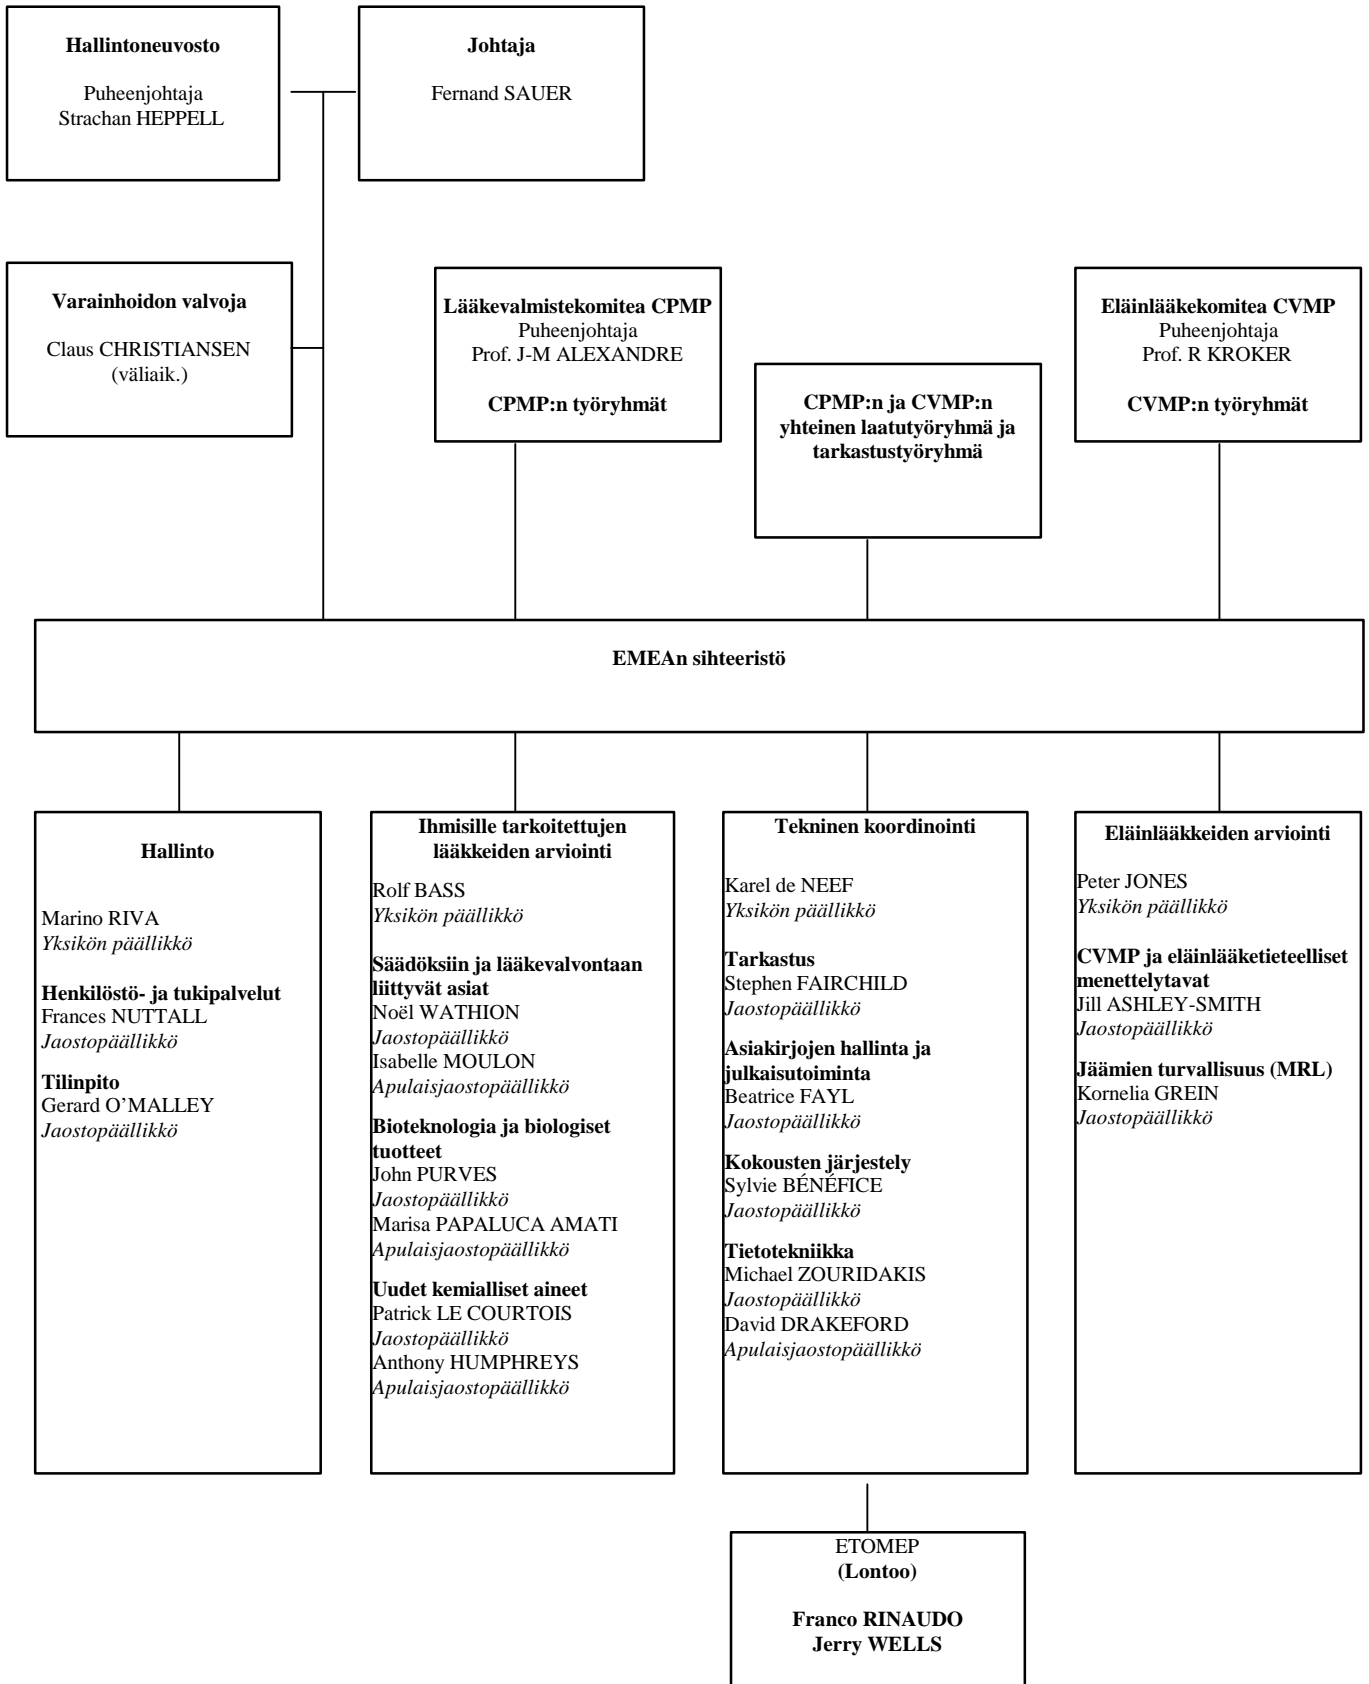 Hallintoneuvosto
Puheenjohtaja
Strachan HEPPELL
Johtaja
Fernand SAUER
Varainhoidon valvoja
Claus CHRISTIANSEN
(väliaik.)
Lääkevalmistekomitea CPMP
Puheenjohtaja
Prof. J-M ALEXANDRE
CPMP:n työryhmät
CPMP:n ja CVMP:n
yhteinen laatutyöryhmä ja
tarkastustyöryhmä
Eläinlääkekomitea CVMP
Puheenjohtaja
Prof. R KROKER
CVMP:n työryhmät
EMEAn sihteeristö
Hallinto
Marino RIVA
Yksikön päällikkö
Henkilöstö- ja tukipalvelut
Frances NUTTALL
Jaostopäällikkö
Tilinpito
Gerard O’MALLEY
Jaostopäällikkö
Ihmisille tarkoitettujen
lääkkeiden arviointi
Rolf BASS
Yksikön päällikkö
Säädöksiin ja lääkevalvontaan
liittyvät asiat
Noël WATHION
Jaostopäällikkö
Isabelle MOULON
Apulaisjaostopäällikkö
Bioteknologia ja biologiset
tuotteet
John PURVES
Jaostopäällikkö
Marisa PAPALUCA AMATI
Apulaisjaostopäällikkö
Uudet kemialliset aineet
Patrick LE COURTOIS
Jaostopäällikkö
Anthony HUMPHREYS
Apulaisjaostopäällikkö
Tekninen koordinointi
Karel de NEEF
Yksikön päällikkö
Tarkastus
Stephen FAIRCHILD
Jaostopäällikkö
Asiakirjojen hallinta ja
julkaisutoiminta
Beatrice FAYL
Jaostopäällikkö
Kokousten järjestely
Sylvie BÉNÉFICE
Jaostopäällikkö
Tietotekniikka
Michael ZOURIDAKIS
Jaostopäällikkö
David DRAKEFORD
Apulaisjaostopäällikkö
Eläinlääkkeiden arviointi
Peter JONES
Yksikön päällikkö
CVMP ja eläinlääketieteelliset
menettelytavat
Jill ASHLEY-SMITH
Jaostopäällikkö
Jäämien turvallisuus (MRL)
Kornelia GREIN
Jaostopäällikkö
ETOMEP
(Lontoo)
Franco RINAUDO
Jerry WELLS